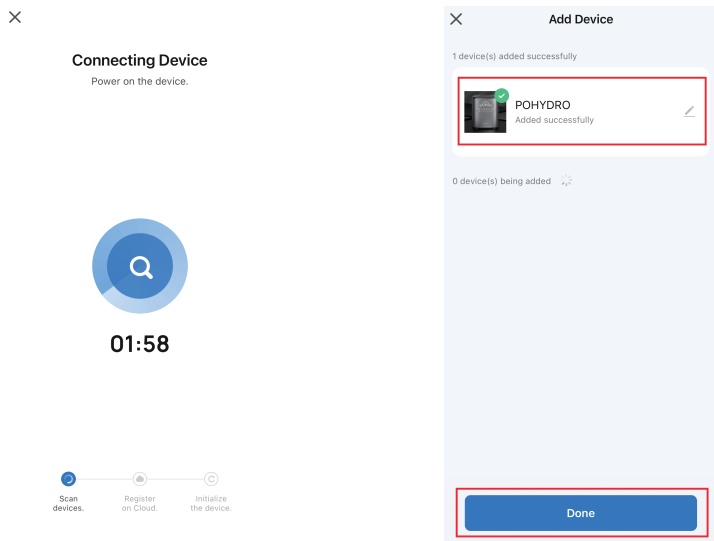 Connecting Device
Power on the device.
01:58
Scan
devices.
Register
on Cloud.
Initialize
the device.
Add Device
1 device(s) added successfully
POHYDRO
Added successfully
0 device(s) being added
Done